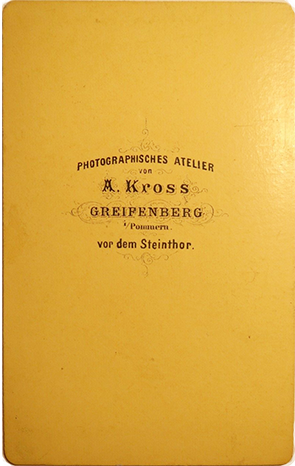 PHOTOGRAPHISCHES ATELIER
von
A. Kross
GREIFENBERG
i/Pommern.
vor dem Steinthor.